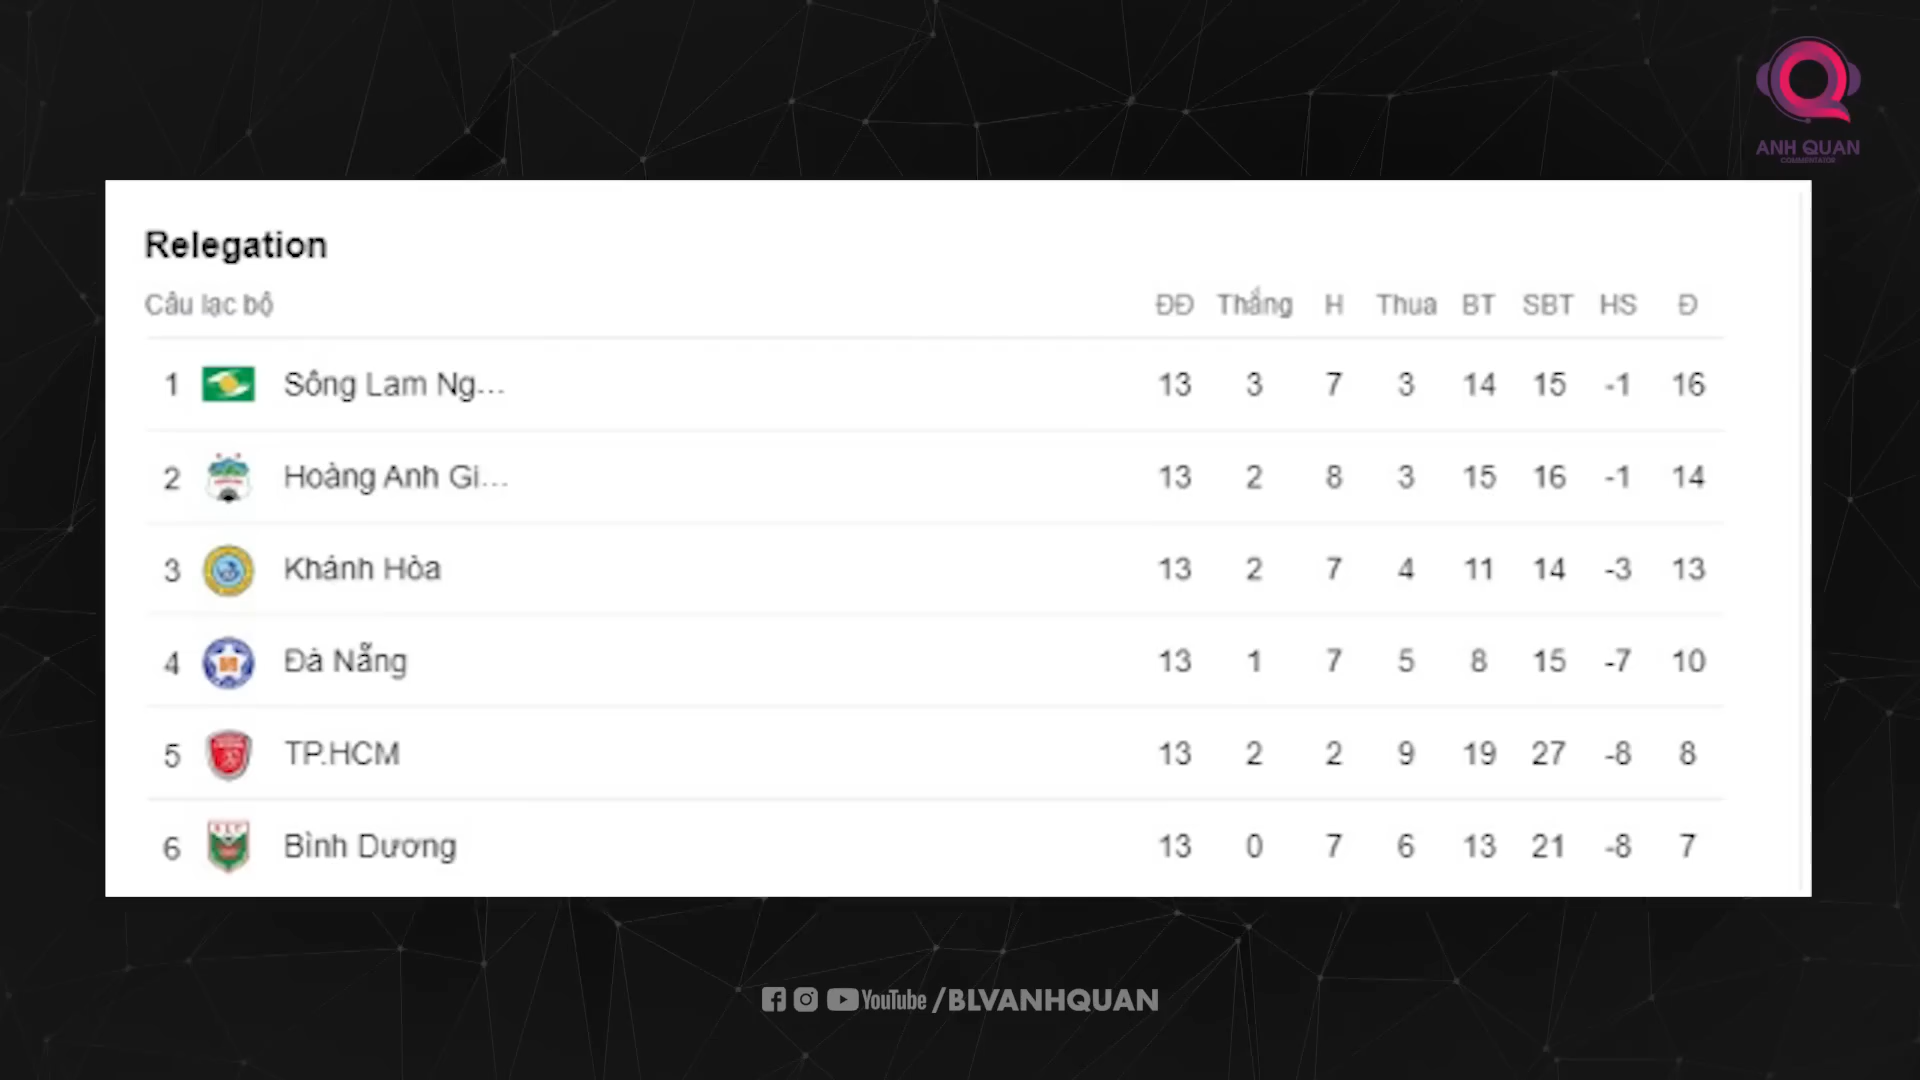 ANH QUAN
COMMENTATOR
Relegation
Câu lạc bộ ĐĐ Thắng H Thua BT SBT HS Đ
1 Sông Lam Ng... 13 3 7 3 14 15 -1 16
2 Hoàng Anh Gi... 13 2 8 3 15 16 -1 14
3 Khánh Hòa 13 2 7 4 11 14 -3 13
4 Đà Nẵng 13 1 7 5 8 15 -7 10
5 TP.HCM 13 2 2 9 19 27 -8 8
6 Bình Dương 13 0 7 6 13 21 -8 7
YouTube /BLVANHQUAN